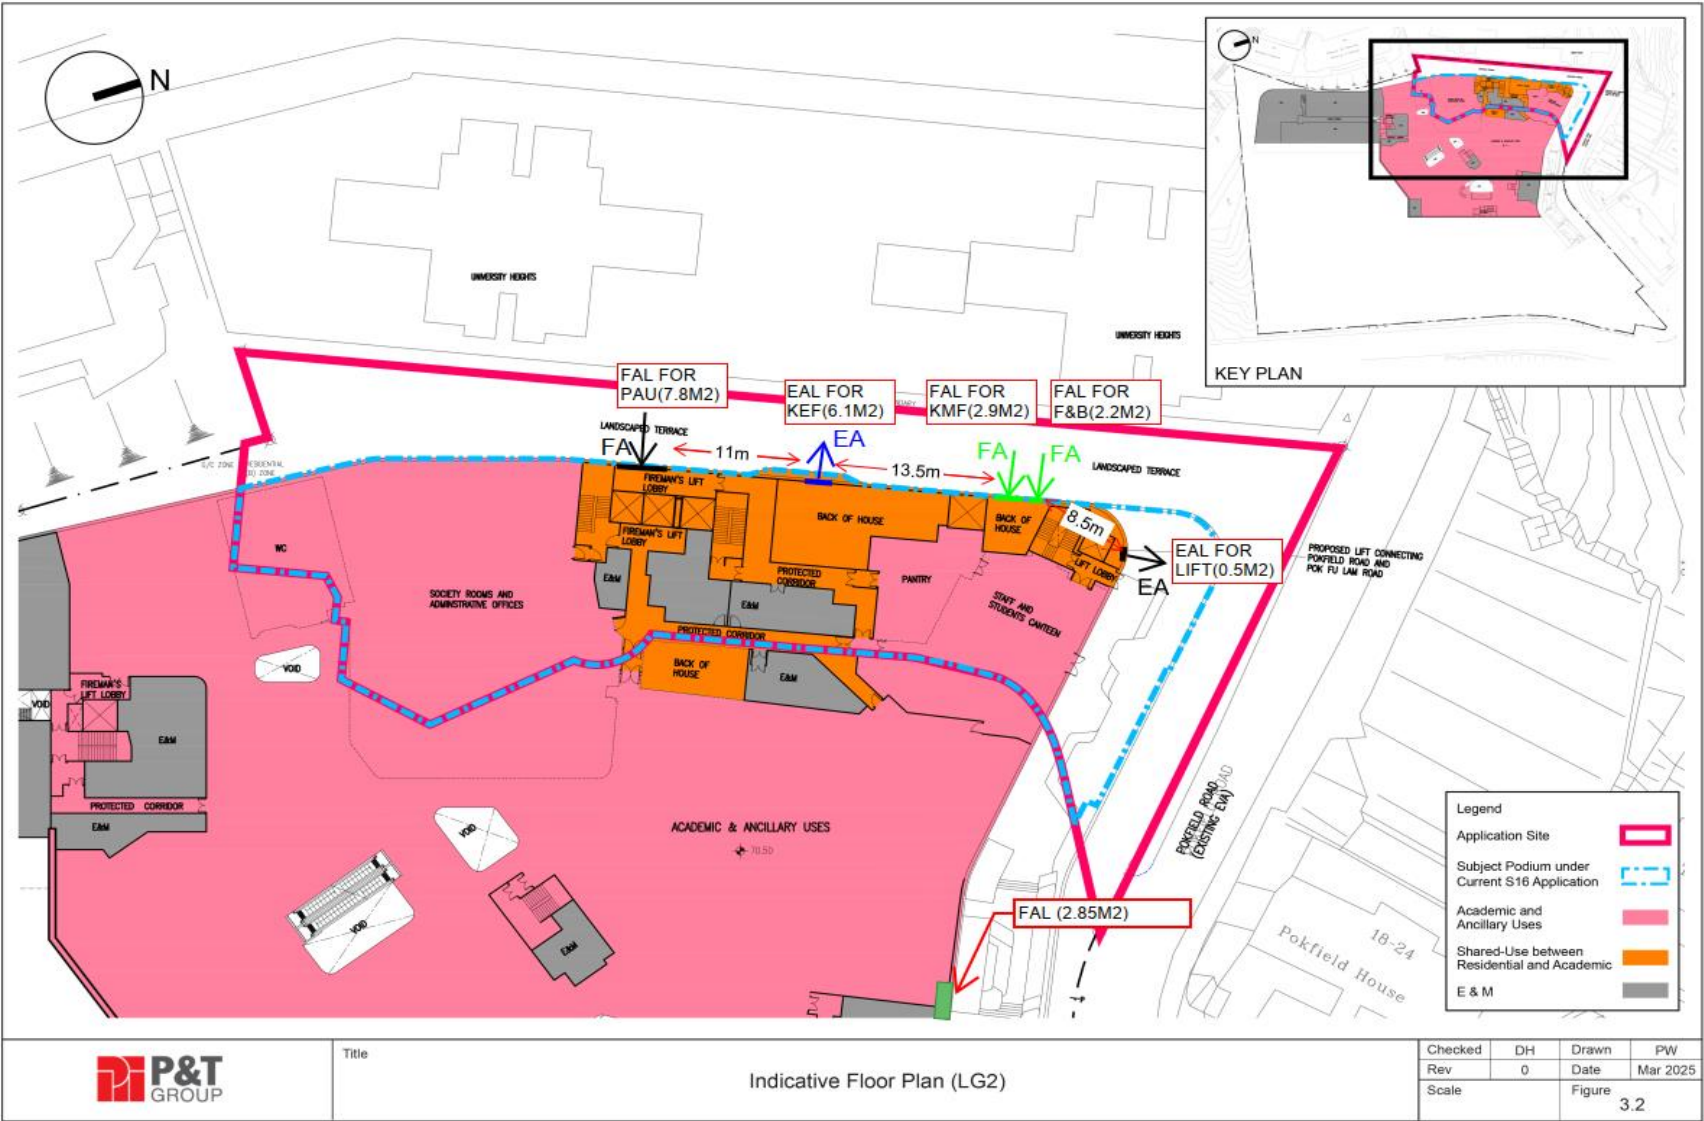 N
N
KEY PLAN
UNIVERSITY HEIGHTS
UNIVERSITY HEIGHTS
FAL FOR
PAU(7.8M2)
EAL FOR
KEF(6.1M2)
FAL FOR
KMF(2.9M2)
FAL FOR
F&B(2.2M2)
LANDSCAPED TERRACE
FA
11m
EA
13.5m
FA
FA
LANDSCAPED TERRACE
8.5m
EAL FOR
LIFT(0.5M2)
EA
PROPOSED LIFT CONNECTING
POKFIELD ROAD AND
POK FU LAM ROAD
G/C ZONE
FIREMAN'S LIFT
LOBBY
FIREMAN'S LIFT
LOBBY
BACK OF HOUSE
BACK OF
HOUSE
LIFT LOBBY
WC
SOCIETY ROOMS AND
ADMINISTRATIVE OFFICES
E&M
E&M
PROTECTED
CORRIDOR
PANTRY
STAFF AND
STUDENTS CANTEEN
PROTECTED CORRIDOR
BACK OF
HOUSE
E&M
VOID
FIREMAN'S
LIFT LOBBY
VOID
E&M
PROTECTED CORRIDOR
E&M
VOID
VOID
E&M
ACADEMIC & ANCILLARY USES
70.50
POKFIELD ROAD
(EXISTING EVA)
FAL (2.85M2)
18-24
Pokfield House
Legend
Application Site
Subject Podium under
Current S16 Application
Academic and
Ancillary Uses
Shared-Use between
Residential and Academic
E & M
P&T
GROUP
Title
Indicative Floor Plan (LG2)
Checked DH Drawn PW
Rev 0 Date Mar 2025
Scale Figure
3.2